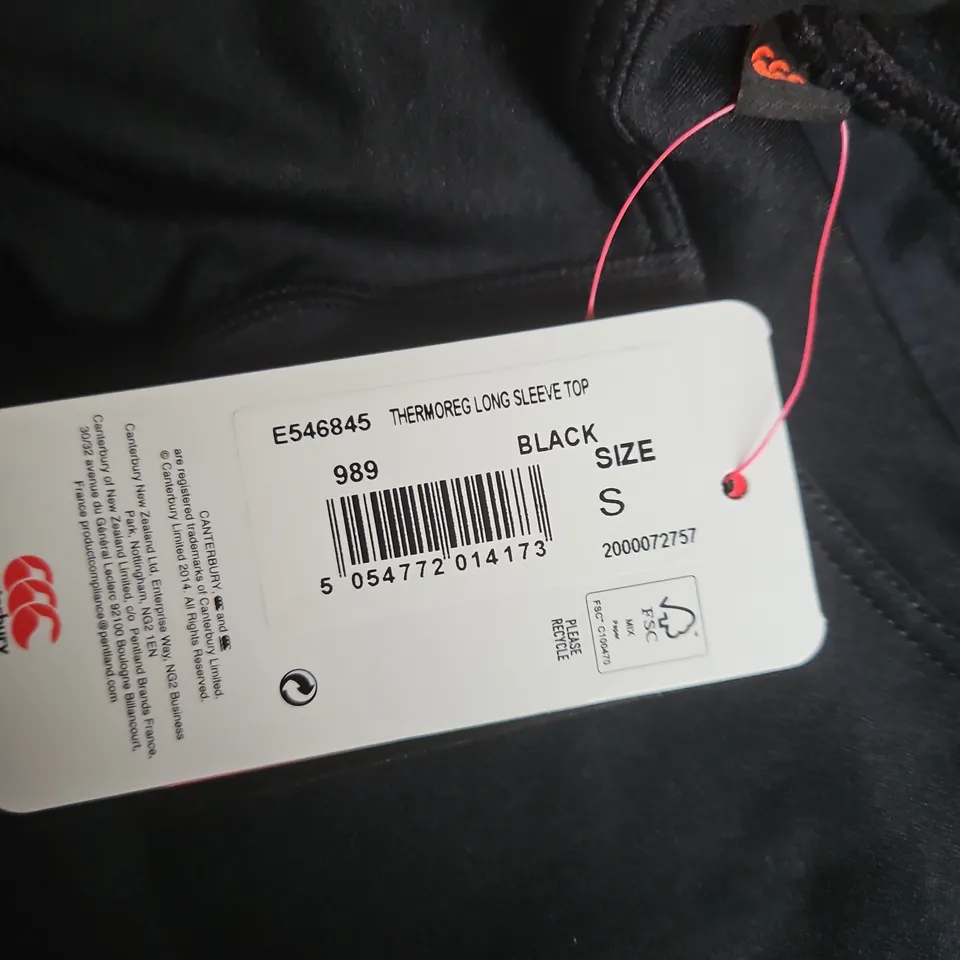 E546845 THERMOREG LONG SLEEVE TOP
989 BLACK
SIZE
S
5 054772 014173
2000072757
FSC
MIX
Paper
FSC™ C100470
PLEASE
RECYCLE
CANTERBURY, and
are registered trademarks of Canterbury Limited.
© Canterbury Limited 2014. All Rights Reserved.
Canterbury New Zealand Ltd, Enterprise Way, NG2 Business
Park, Nottingham, NG2 1EN
Canterbury of New Zealand Limited, c/o Pentland Brands France,
30/32 avenue du Général Leclerc 92100 Boulogne Billancourt,
France productcompliance@pentland.com